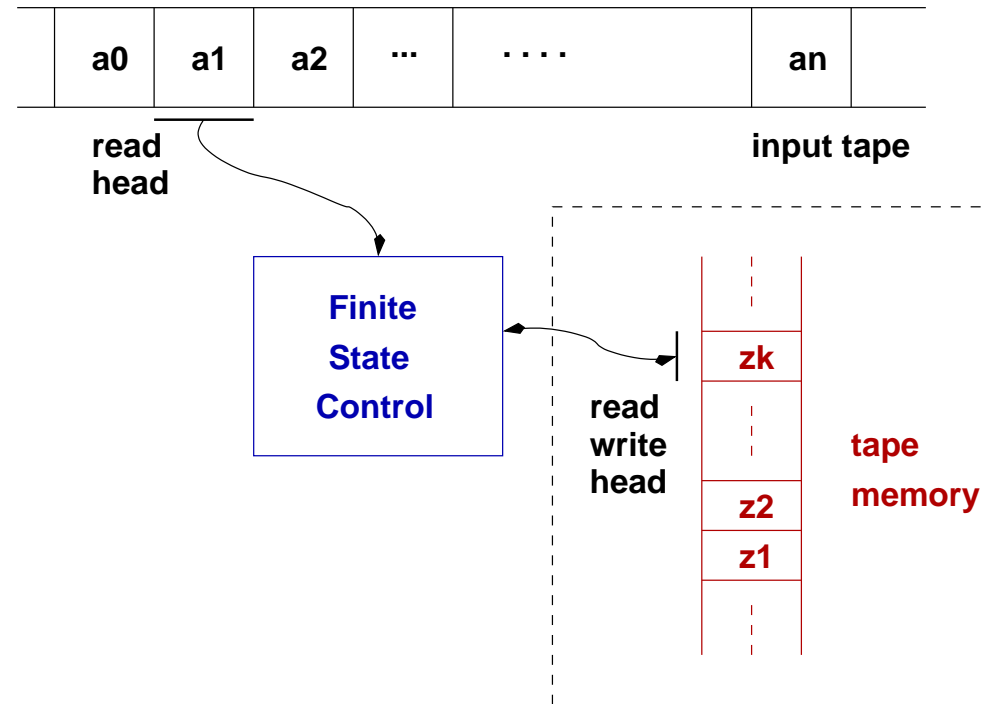 a0 a1 a2 ... . . . . an
read
head
input tape
Finite
State
Control
zk
read
write
head
tape
memory
z2
z1